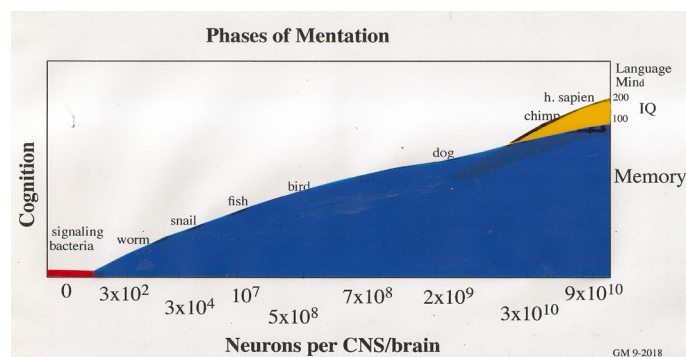 Phases of Mentation
Language
Mind
200
IQ
100
h. sapien
chimp
dog
Memory
bird
fish
snail
worm
signaling
bacteria
Cognition
0
3x10²
3x10⁴
10⁷
5x10⁸
7x10⁸
2x10⁹
3x10¹⁰
9x10¹⁰
Neurons per CNS/brain
GM 9-2018